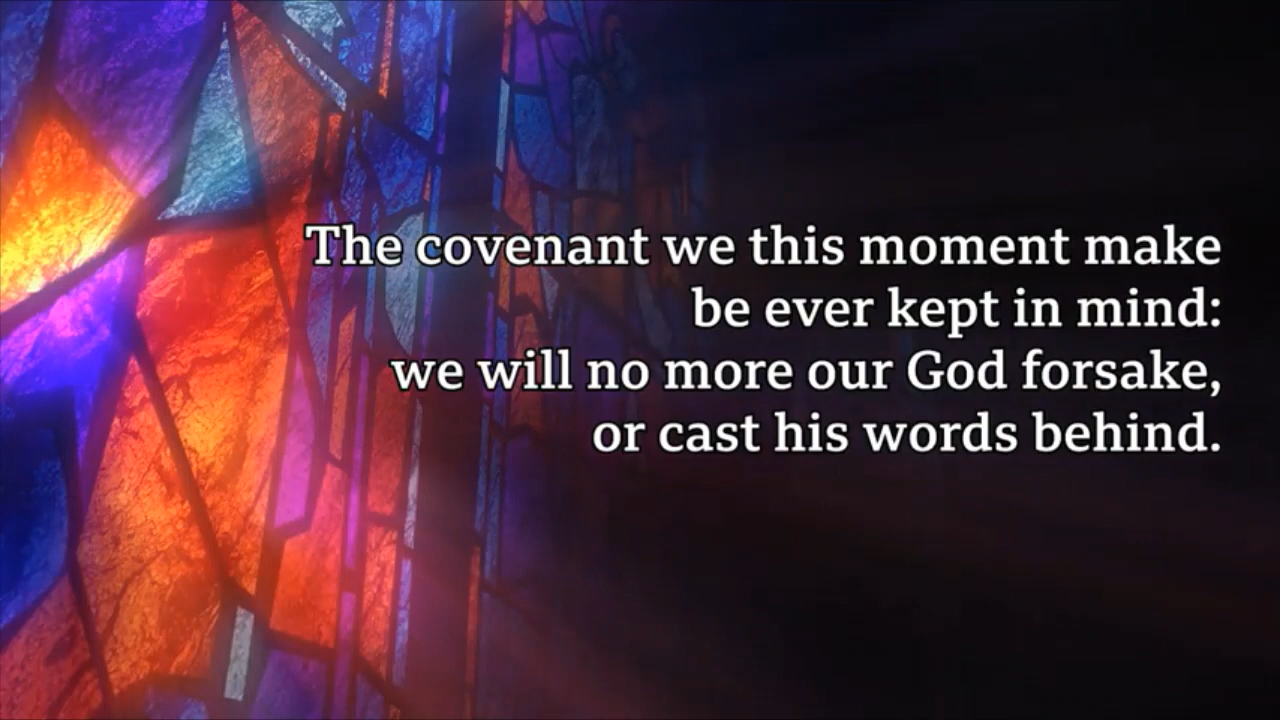 The covenant we this moment make
be ever kept in mind:
we will no more our God forsake,
or cast his words behind.